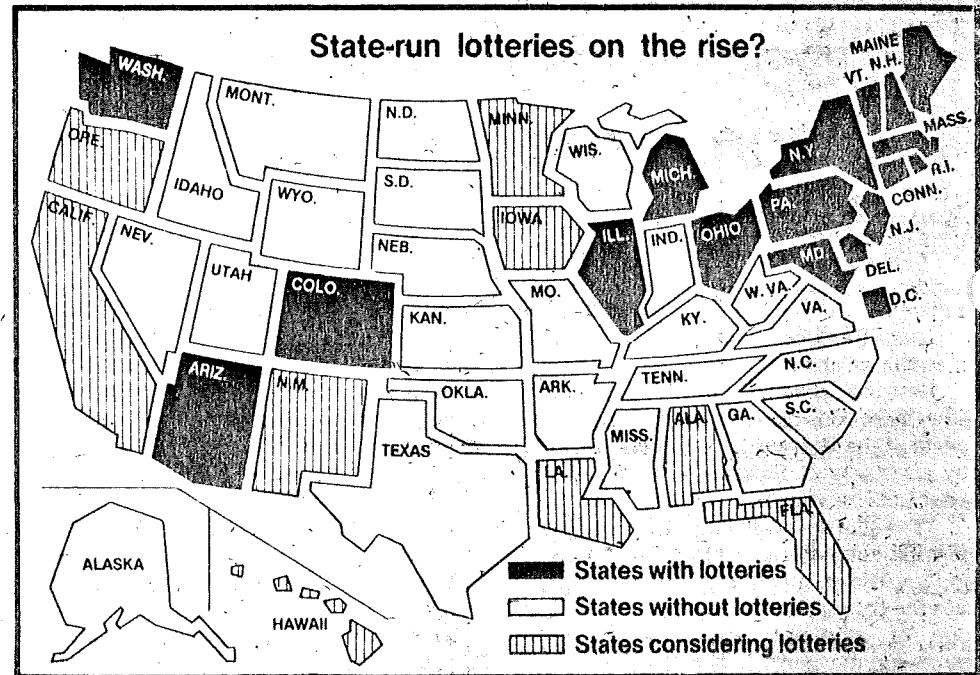 State-run lotteries on the rise?
MAINE
VT. N.H.
WASH.
MONT.
N.D.
MINN.
MASS.
ORE.
WIS.
N.Y.
MICH.
R.I.
IDAHO
S.D.
CONN.
WYO.
PA.
CALIF.
IOWA
NEV.
ILL.
IND.
OHIO
N.J.
NEB.
UTAH
MD.
DEL.
COLO.
MO.
W. VA.
D.C.
KAN.
KY.
VA.
ARIZ.
N.M.
N.C.
TENN.
OKLA.
ARK.
S.C.
MISS.
ALA.
GA.
TEXAS
LA.
FLA.
ALASKA
HAWAII
States with lotteries
States without lotteries
States considering lotteries